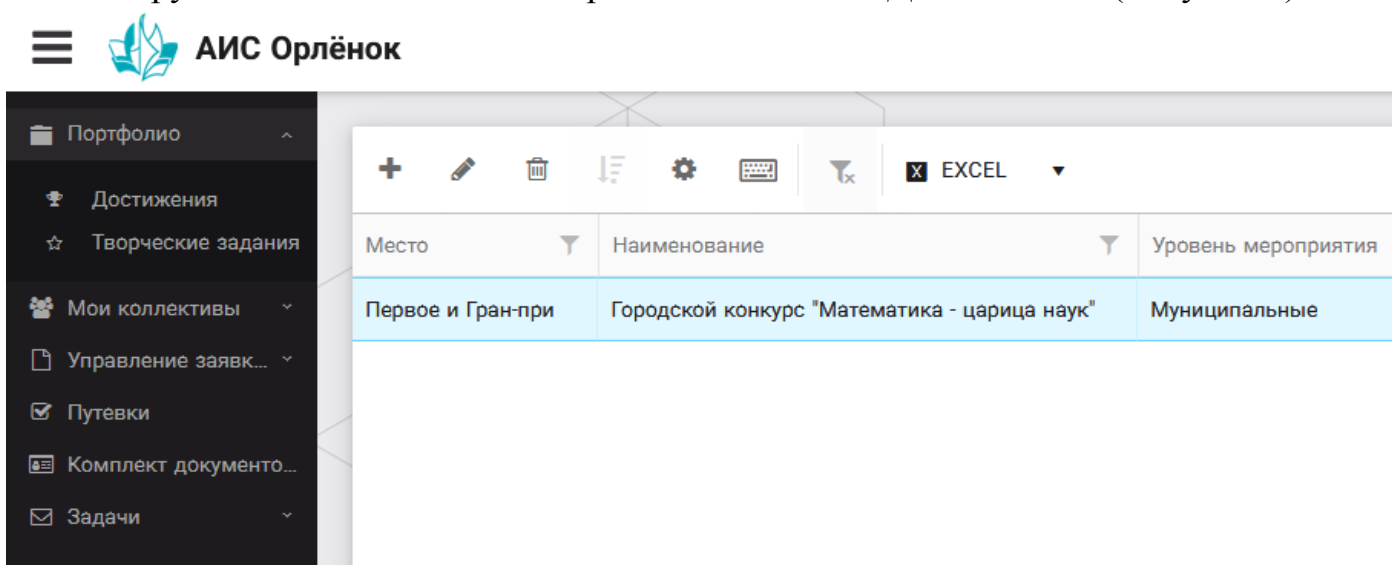 АИС Орлёнок
Портфолио
Достижения
Творческие задания
Мои коллективы
Управление заявк...
Путевки
Комплект документо...
Задачи
X EXCEL
Место Наименование Уровень мероприятия
Первое и Гран-при Городской конкурс "Математика - царица наук" Муниципальные